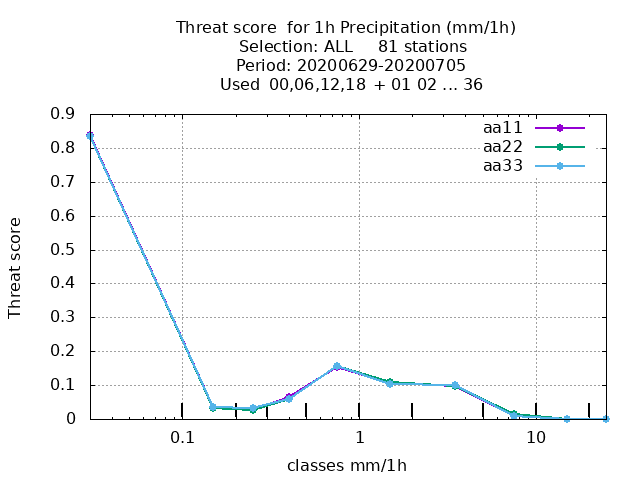 Threat score for 1h Precipitation (mm/1h)
Selection: ALL 81 stations
Period: 20200629-20200705
Used 00,06,12,18 + 01 02 ... 36
0.9
0.8
0.7
0.6
0.5
0.4
0.3
0.2
0.1
0
Threat score
aa11
aa22
aa33
0.1
1
10
classes mm/1h